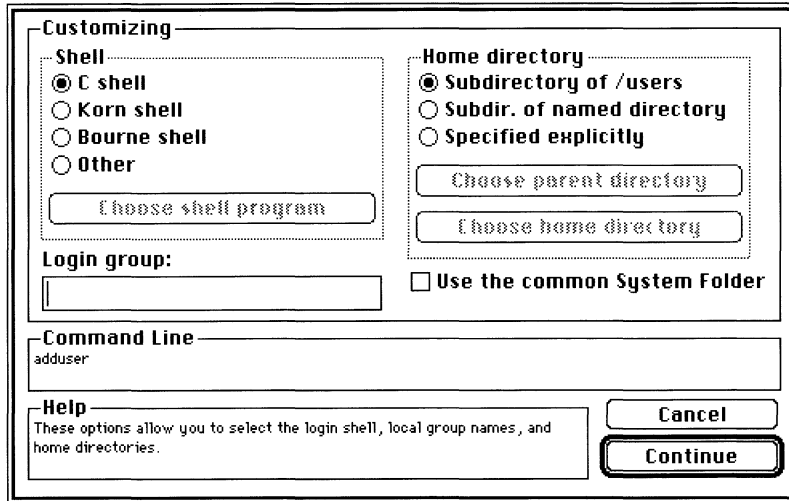 Customizing
Shell
C shell
Korn shell
Bourne shell
Other
Choose shell program
Login group:
Home directory
Subdirectory of /users
Subdir. of named directory
Specified explicitly
Choose parent directory
Choose home directory
Use the common System Folder
Command Line
adduser
Help
These options allow you to select the login shell, local group names, and
home directories.
Cancel
Continue